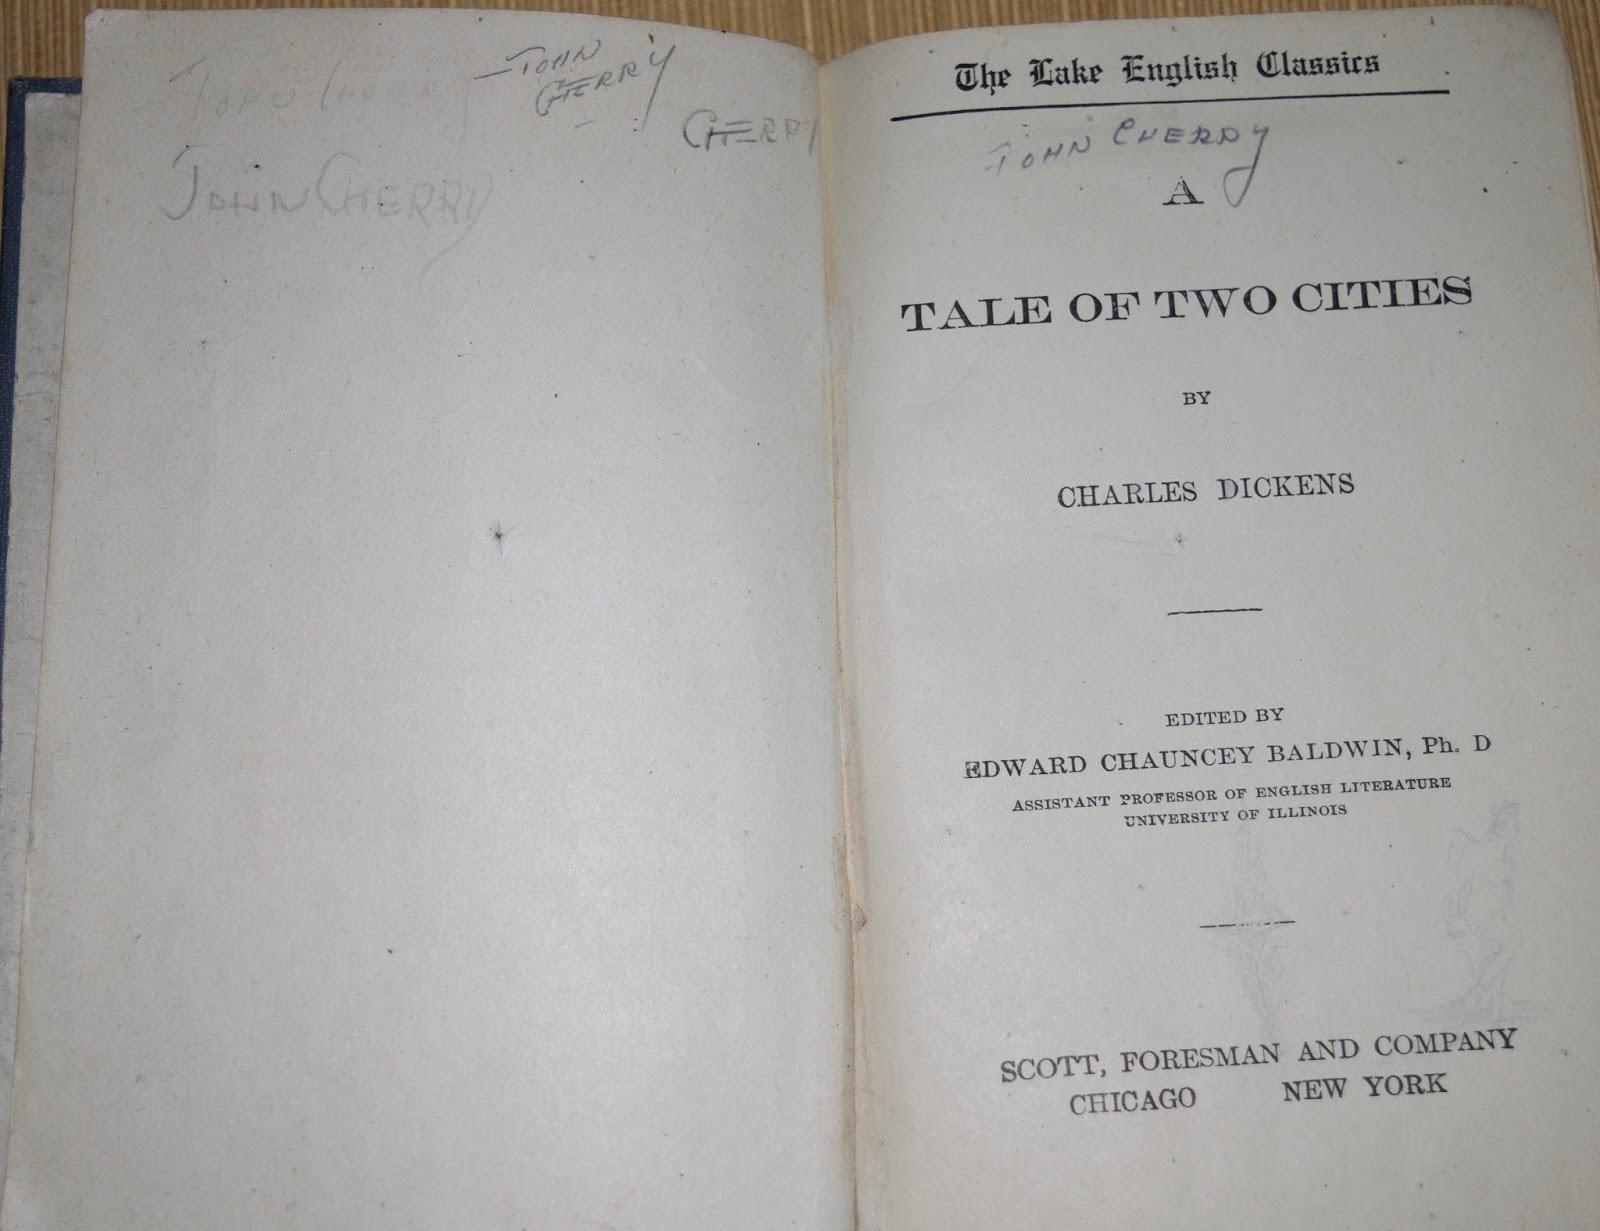 John Cherry
John
Cherry
Cherry
John Cherry
The Lake English Classics
John Cherry
A
TALE OF TWO CITIES
BY
CHARLES DICKENS
EDITED BY
EDWARD CHAUNCEY BALDWIN, Ph. D
ASSISTANT PROFESSOR OF ENGLISH LITERATURE
UNIVERSITY OF ILLINOIS
SCOTT, FORESMAN AND COMPANY
CHICAGO NEW YORK